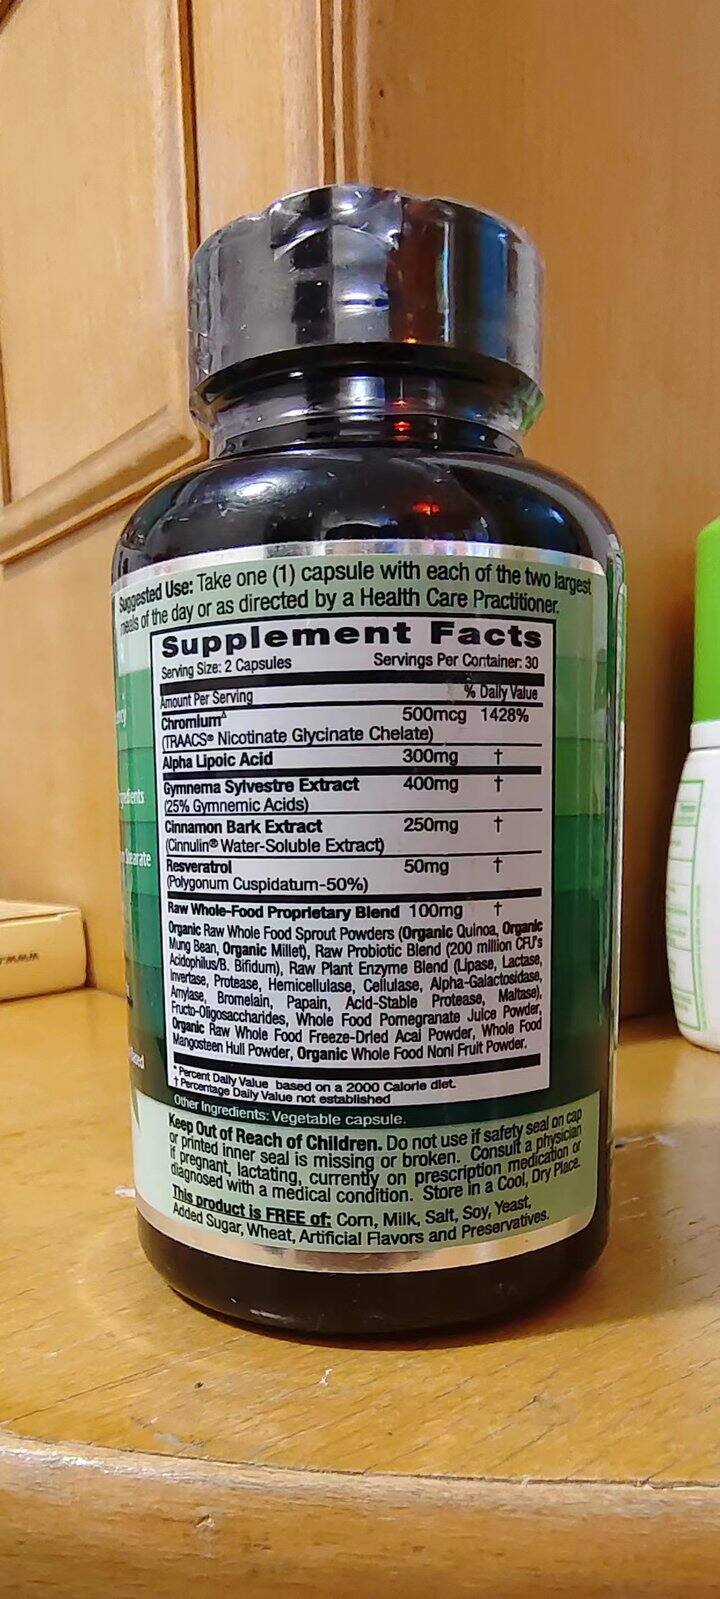 Suggested Use: Take one (1) capsule with each of the two largest
meals of the day or as directed by a Health Care Practitioner.
Supplement Facts
Serving Size: 2 Capsules Servings Per Container: 30
Amount Per Serving % Daily Value
Chromium^ 500mcg 1428%
(TRAACS® Nicotinate Glycinate Chelate)
Alpha Lipoic Acid 300mg †
Gymnema Sylvestre Extract 400mg †
(25% Gymnemic Acids)
Cinnamon Bark Extract 250mg †
(Cinnulin® Water-Soluble Extract)
Resveratrol 50mg †
(Polygonum Cuspidatum-50%)
Raw Whole-Food Proprietary Blend 100mg †
Organic Raw Whole Food Sprout Powders (Organic Quinoa, Organic
Mung Bean, Organic Millet), Raw Probiotic Blend (200 million CFU's
Acidophilus/B. Bifidum), Raw Plant Enzyme Blend (Lipase, Lactase,
Invertase, Protease, Hemicellulase, Cellulase, Alpha-Galactosidase,
Amylase, Bromelain, Papain, Acid-Stable Protease, Maltase),
Fructo-Oligosaccharides, Whole Food Pomegranate Juice Powder,
Organic Raw Whole Food Freeze-Dried Acai Powder, Whole Food
Mangosteen Hull Powder, Organic Whole Food Noni Fruit Powder.
* Percent Daily Value based on a 2000 Calorie diet.
† Percentage Daily Value not established
Other Ingredients: Vegetable capsule.
Keep Out of Reach of Children. Do not use if safety seal on cap
or printed inner seal is missing or broken. Consult a physician
if pregnant, lactating, currently on prescription medication or
diagnosed with a medical condition. Store in a Cool, Dry Place.
This product is FREE of: Corn, Milk, Salt, Soy, Yeast,
Added Sugar, Wheat, Artificial Flavors and Preservatives.